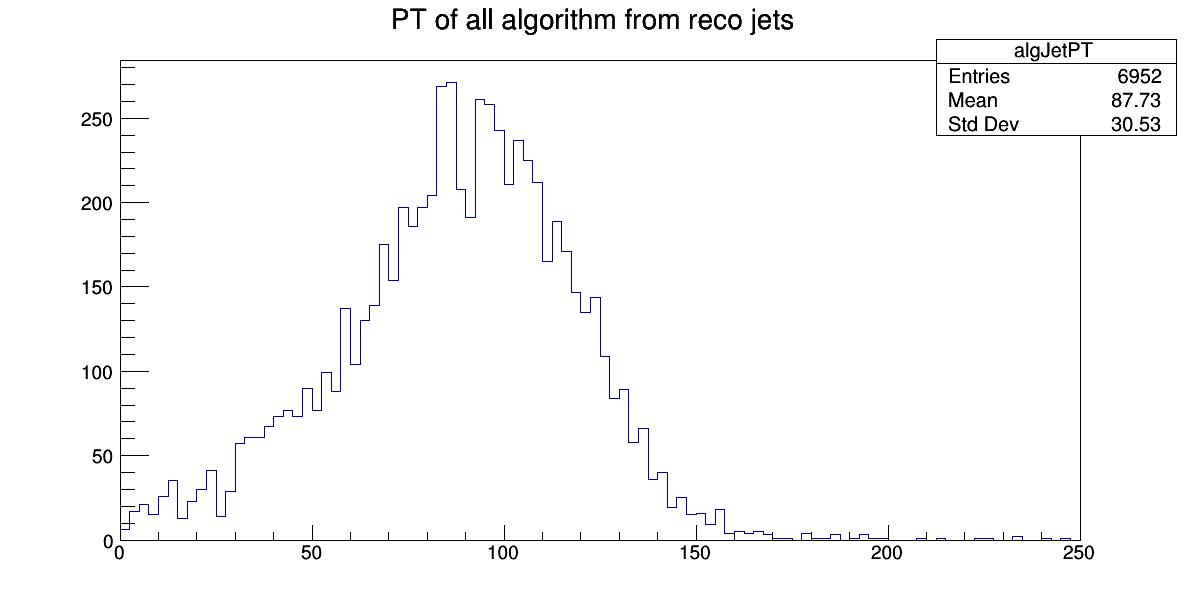 PT of all algorithm from reco jets
algJetPT
Entries 6952
Mean 87.73
Std Dev 30.53
250
200
150
100
50
0
0 50 100 150 200 250